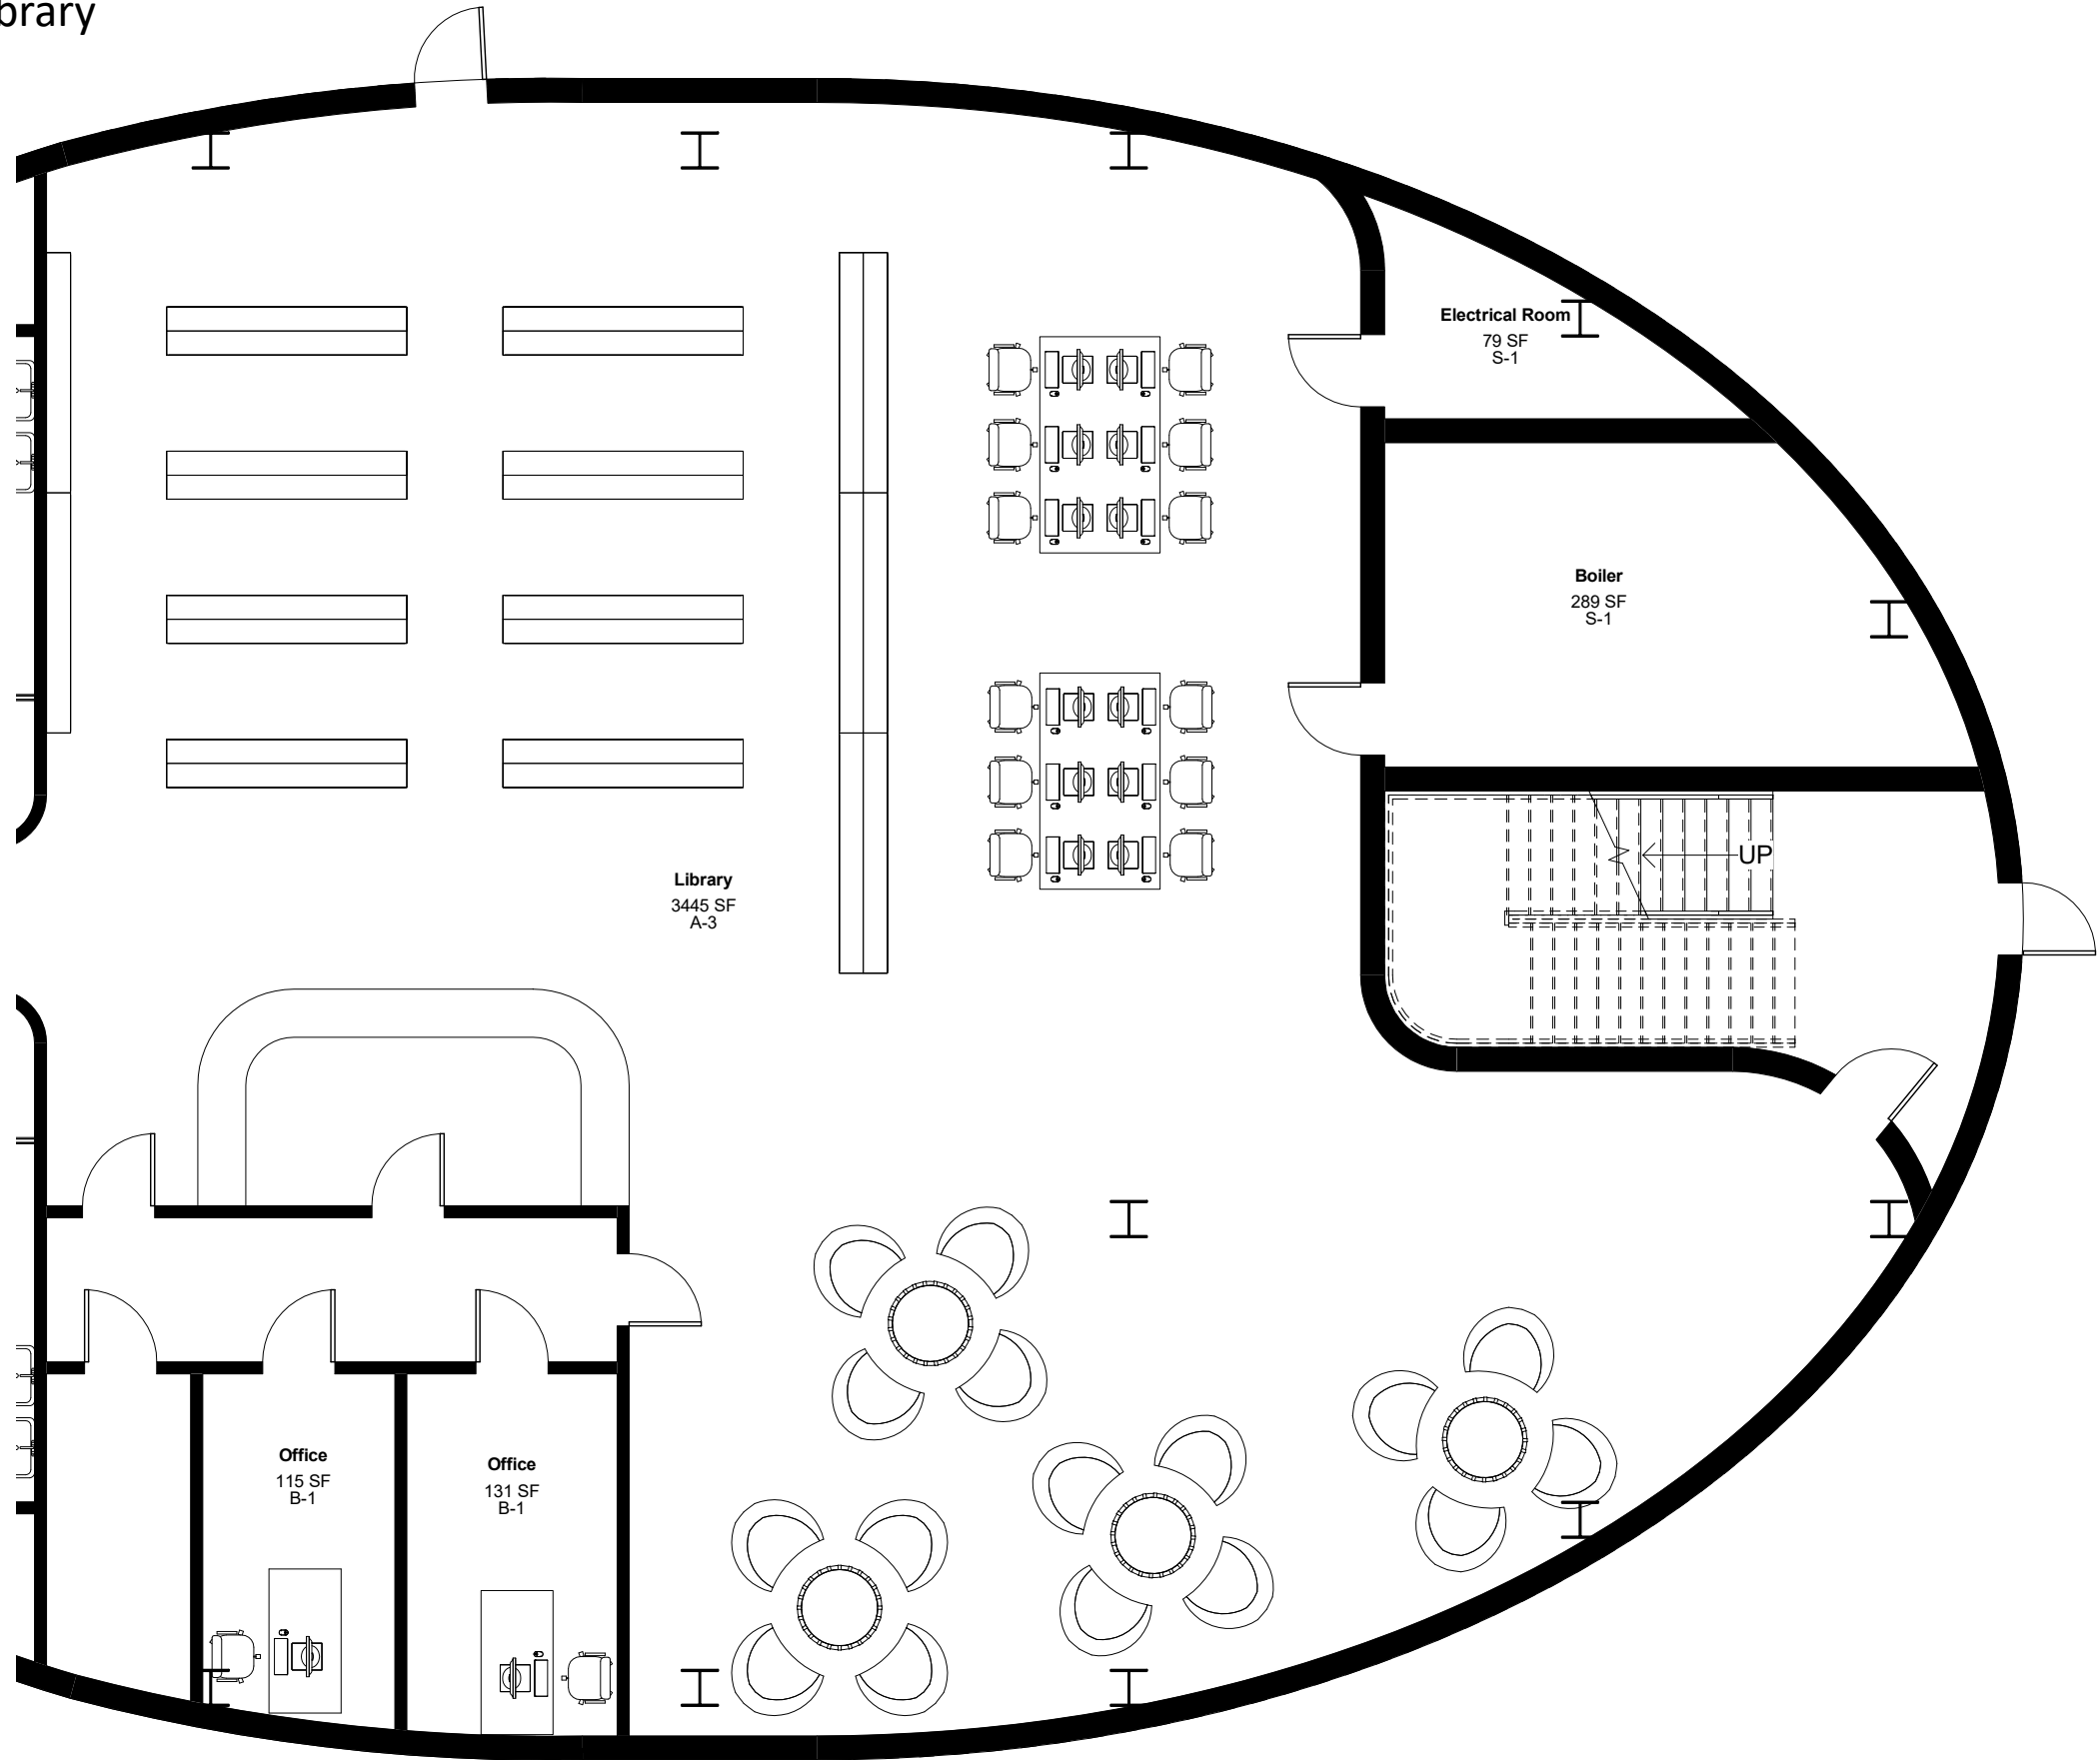 brary
Electrical Room
79 SF
S-1
Boiler
289 SF
S-1
UP
Library
3445 SF
A-3
Office
115 SF
B-1
Office
131 SF
B-1